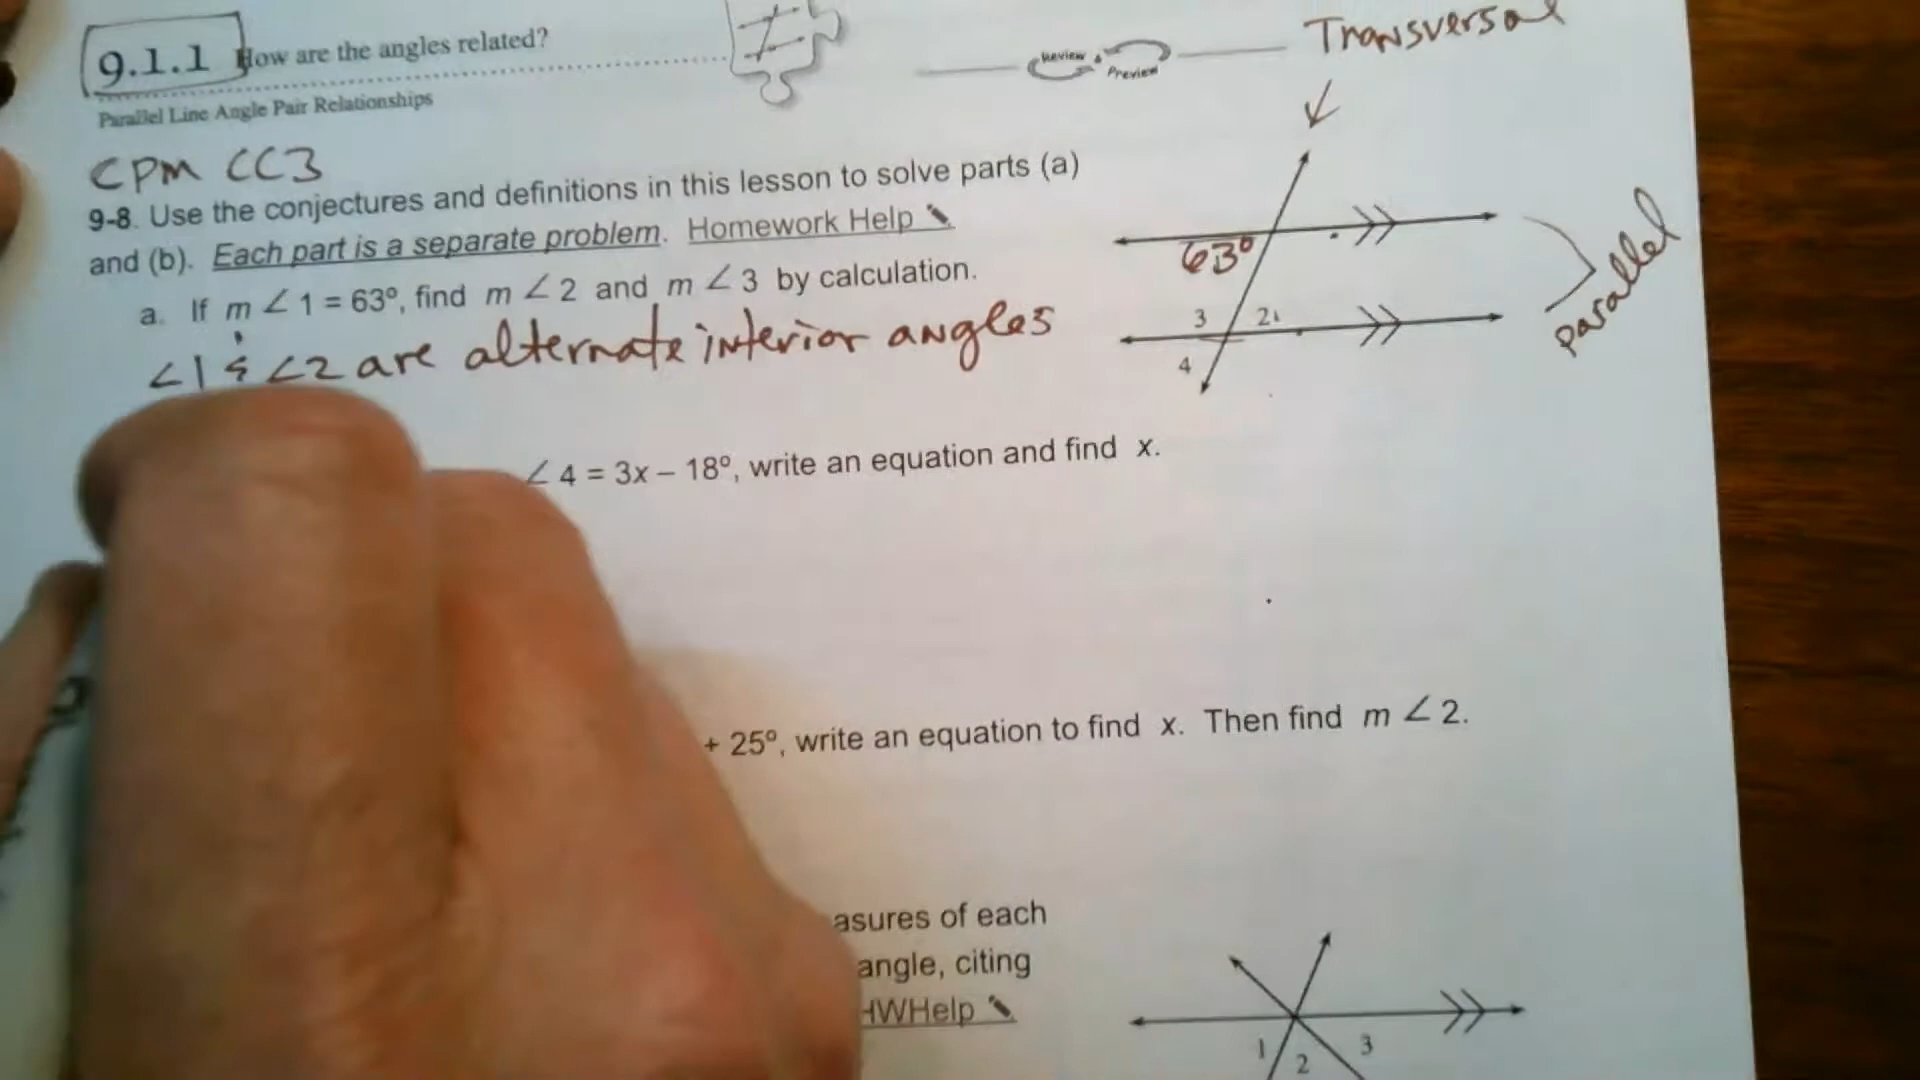 9.1.1 How are the angles related?
Parallel Line Angle Pair Relationships
Review & Preview
Transversal
CPM CC3
9-8. Use the conjectures and definitions in this lesson to solve parts (a)
and (b). Each part is a separate problem. Homework Help ✎
a. If m ∠ 1 = 63º, find m ∠ 2 and m ∠ 3 by calculation.
∠1 & ∠2 are alternate interior angles
63°
3 2
4
parallel
∠ 4 = 3x – 18º, write an equation and find x.
+ 25º, write an equation to find x. Then find m ∠ 2.
asures of each
angle, citing
HWHelp ✎
1 2 3